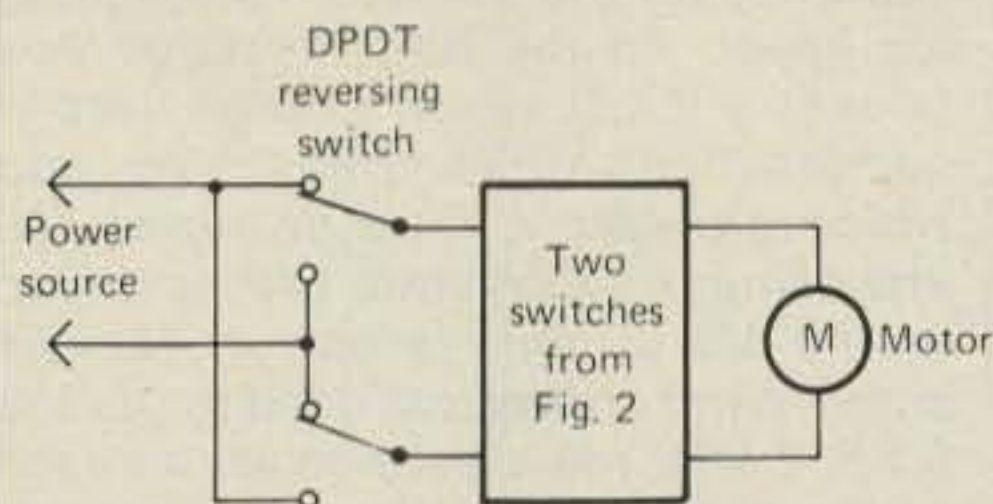 DPDT
reversing
switch
Power
source
Two
switches
from
Fig. 2
M
Motor